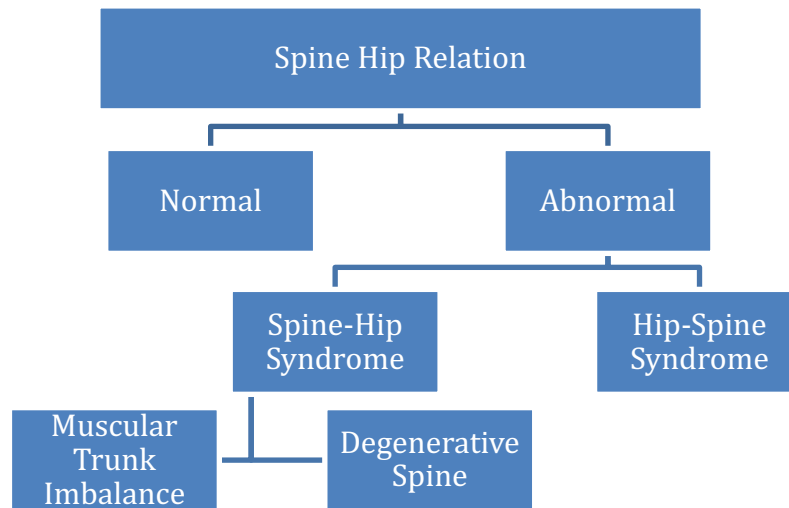 Spine Hip Relation
Normal
Abnormal
Spine-Hip
Syndrome
Hip-Spine
Syndrome
Muscular
Trunk
Imbalance
Degenerative
Spine